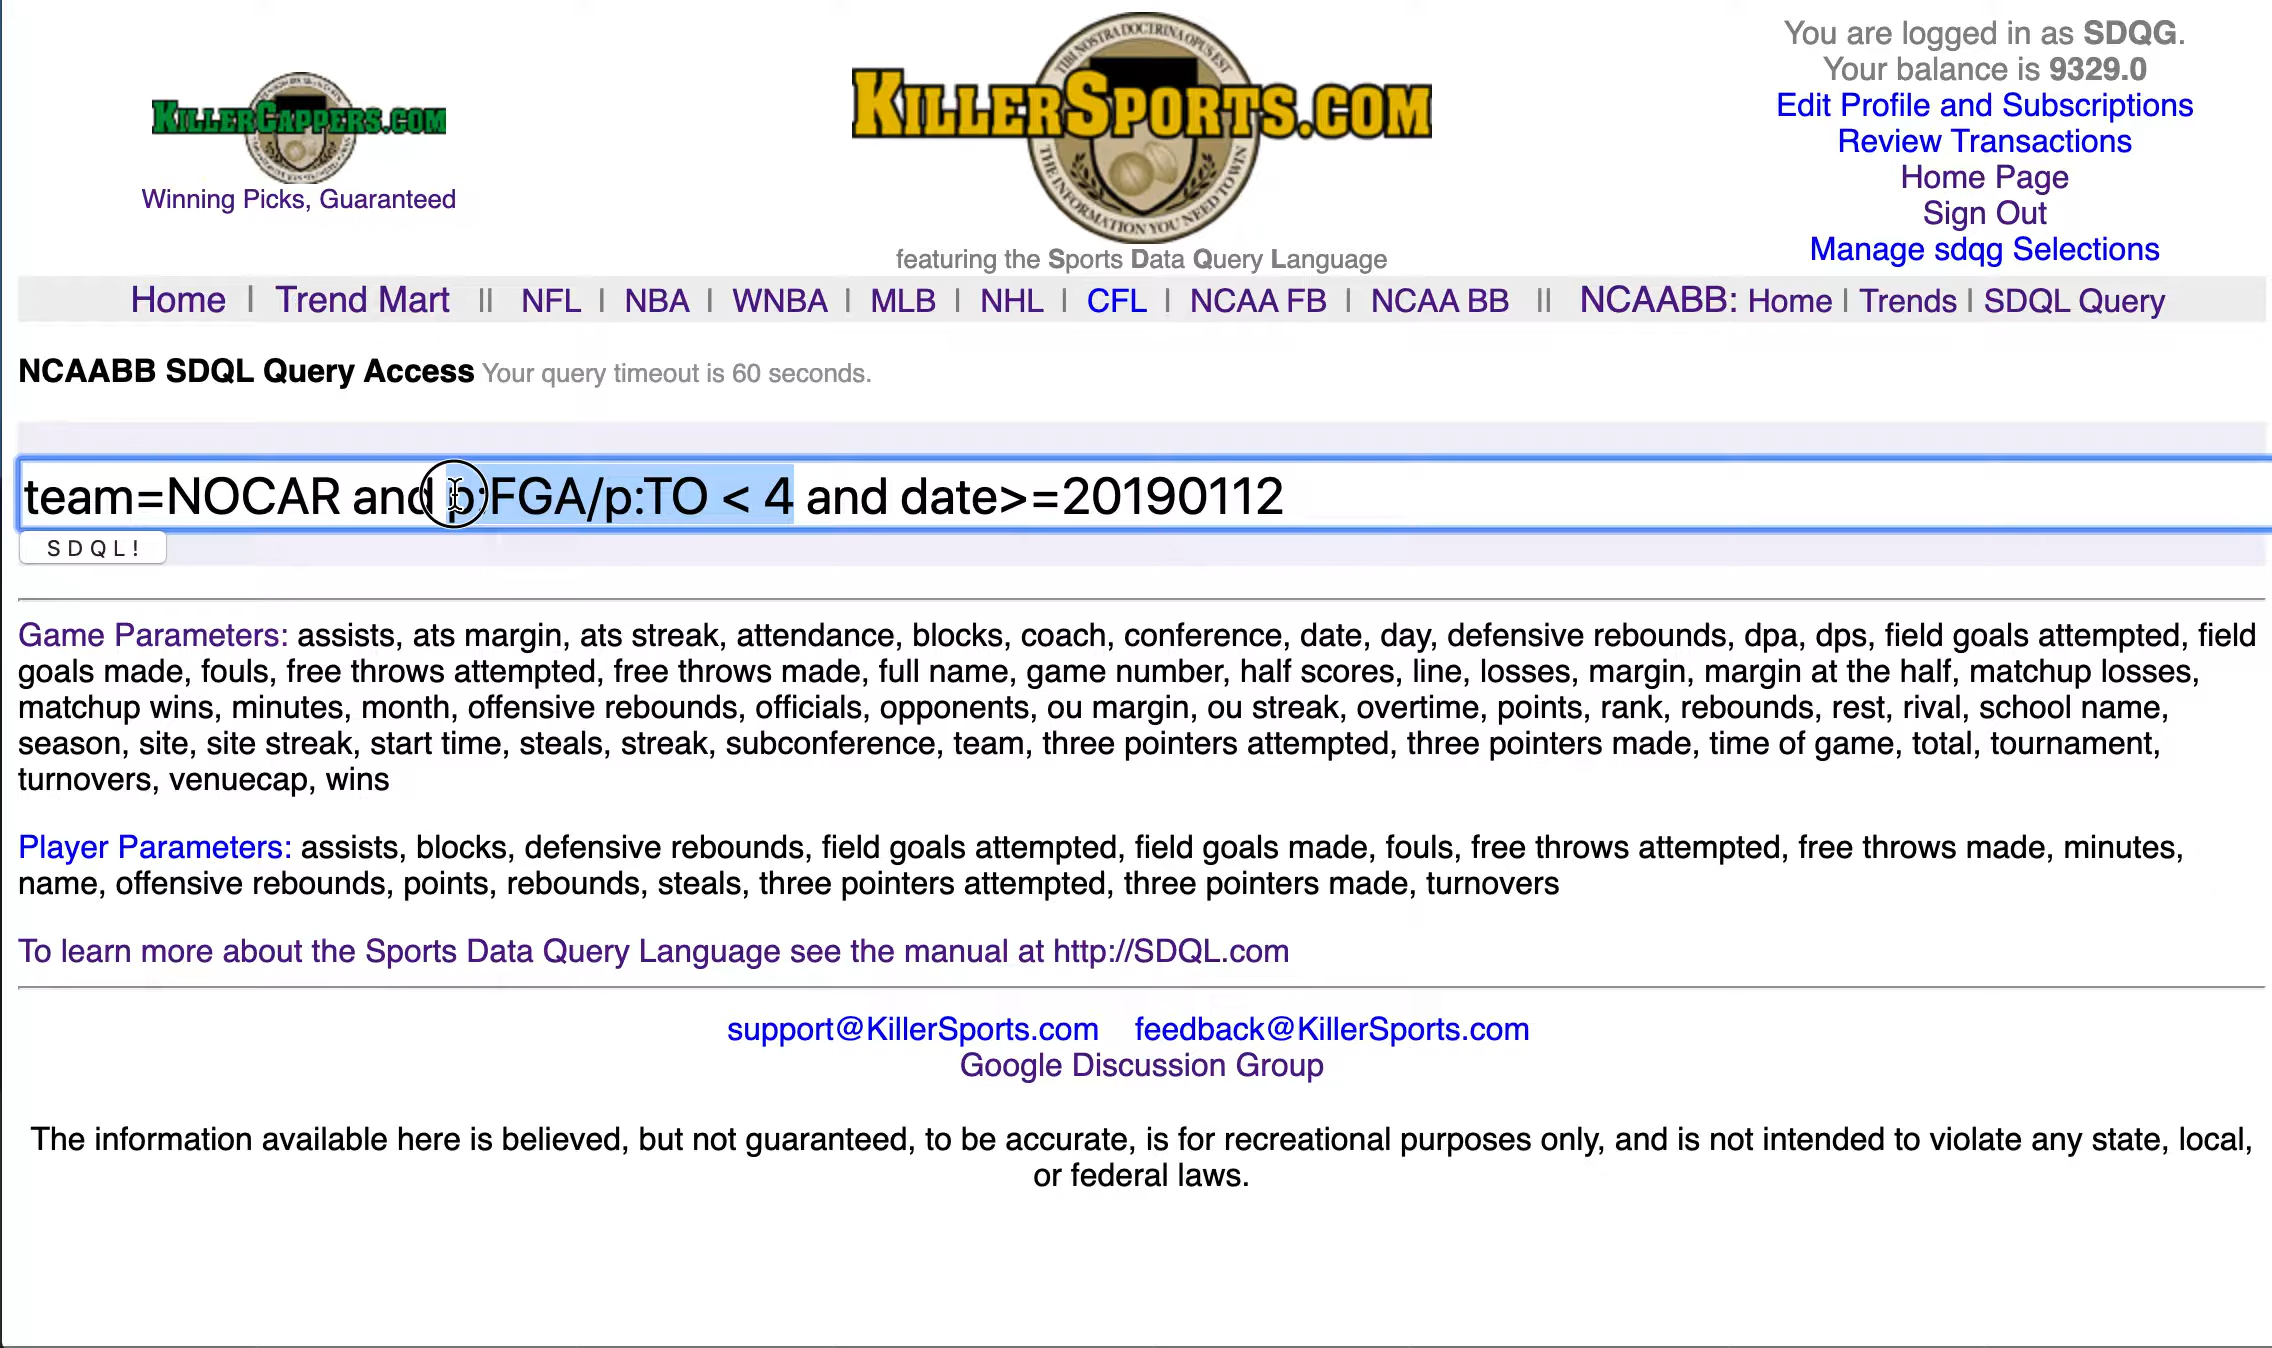 KILLERCAPPERS.COM
Winning Picks, Guaranteed
TIBI NOSTRA DOCTRINA OPUS EST
KILLERSPORTS.COM
THE INFORMATION YOU NEED TO WIN
featuring the Sports Data Query Language
You are logged in as SDQG.
Your balance is 9329.0
Edit Profile and Subscriptions
Review Transactions
Home Page
Sign Out
Manage sdqg Selections
Home | Trend Mart || NFL | NBA | WNBA | MLB | NHL | CFL | NCAA FB | NCAA BB || NCAABB: Home | Trends | SDQL Query
NCAABB SDQL Query Access Your query timeout is 60 seconds.
team=NOCAR and p:FGA/p:TO < 4 and date>=20190112
S D Q L !
Game Parameters: assists, ats margin, ats streak, attendance, blocks, coach, conference, date, day, defensive rebounds, dpa, dps, field goals attempted, field
goals made, fouls, free throws attempted, free throws made, full name, game number, half scores, line, losses, margin, margin at the half, matchup losses,
matchup wins, minutes, month, offensive rebounds, officials, opponents, ou margin, ou streak, overtime, points, rank, rebounds, rest, rival, school name,
season, site, site streak, start time, steals, streak, subconference, team, three pointers attempted, three pointers made, time of game, total, tournament,
turnovers, venuecap, wins
Player Parameters: assists, blocks, defensive rebounds, field goals attempted, field goals made, fouls, free throws attempted, free throws made, minutes,
name, offensive rebounds, points, rebounds, steals, three pointers attempted, three pointers made, turnovers
To learn more about the Sports Data Query Language see the manual at http://SDQL.com
support@KillerSports.com feedback@KillerSports.com
Google Discussion Group
The information available here is believed, but not guaranteed, to be accurate, is for recreational purposes only, and is not intended to violate any state, local,
or federal laws.